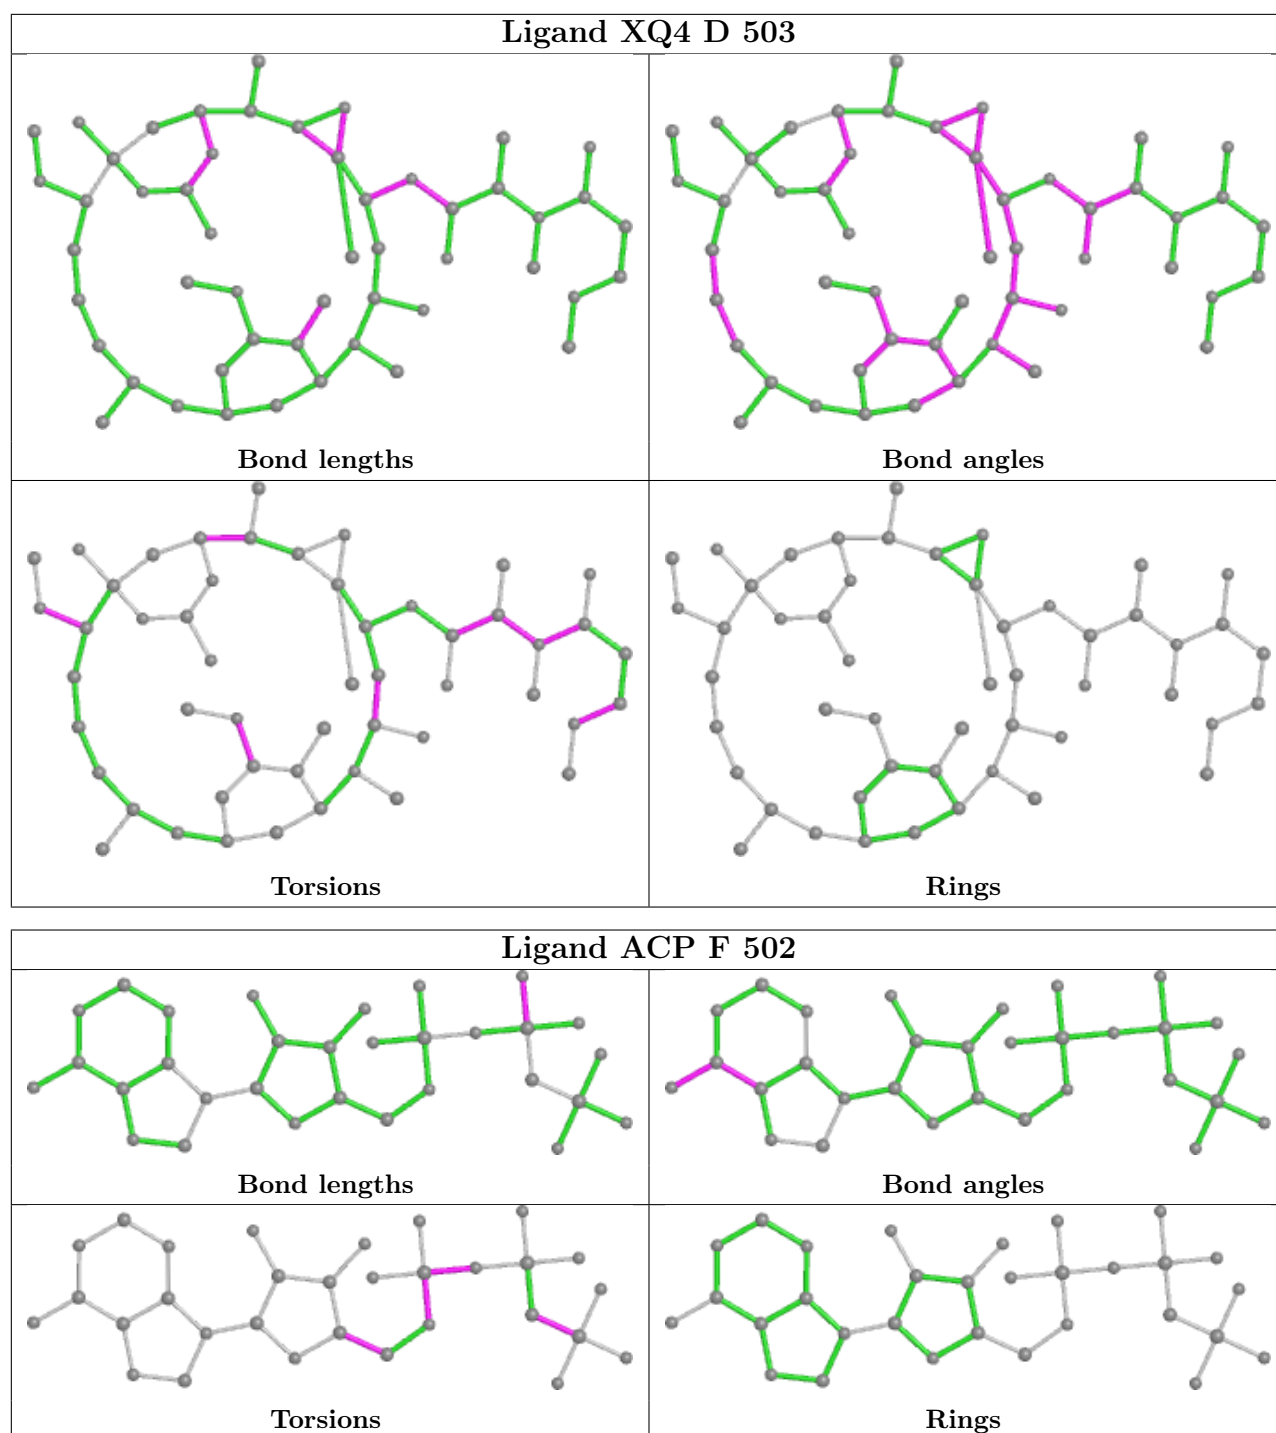 Ligand XQ4 D 503
Bond lengths
Bond angles
Torsions
Rings
Ligand ACP F 502
Bond lengths
Bond angles
Torsions
Rings